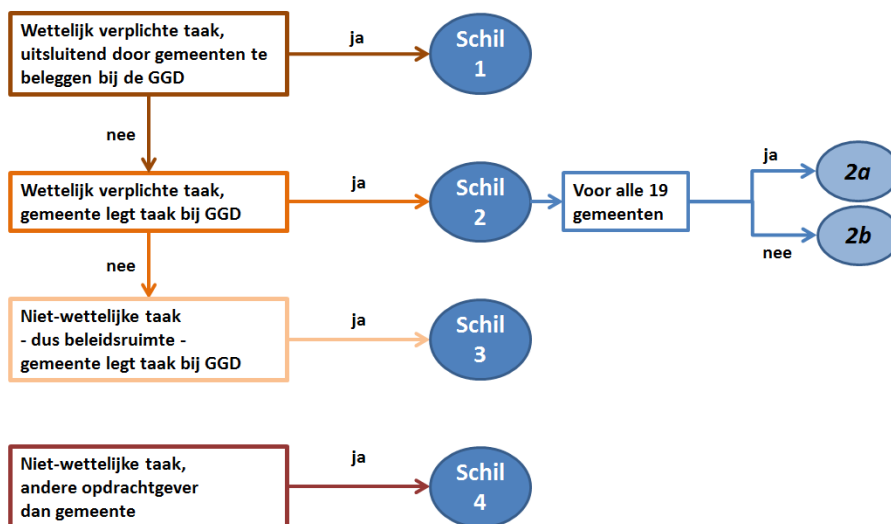 Wettelijk verplichte taak,
uitsluitend door gemeenten te
beleggen bij de GGD
ja
Schil
1
nee
Wettelijk verplichte taak,
gemeente legt taak bij GGD
ja
Schil
2
Voor alle 19
gemeenten
ja
2a
nee
2b
nee
Niet-wettelijke taak
- dus beleidsruimte -
gemeente legt taak bij GGD
ja
Schil
3
Niet-wettelijke taak,
andere opdrachtgever
dan gemeente
ja
Schil
4